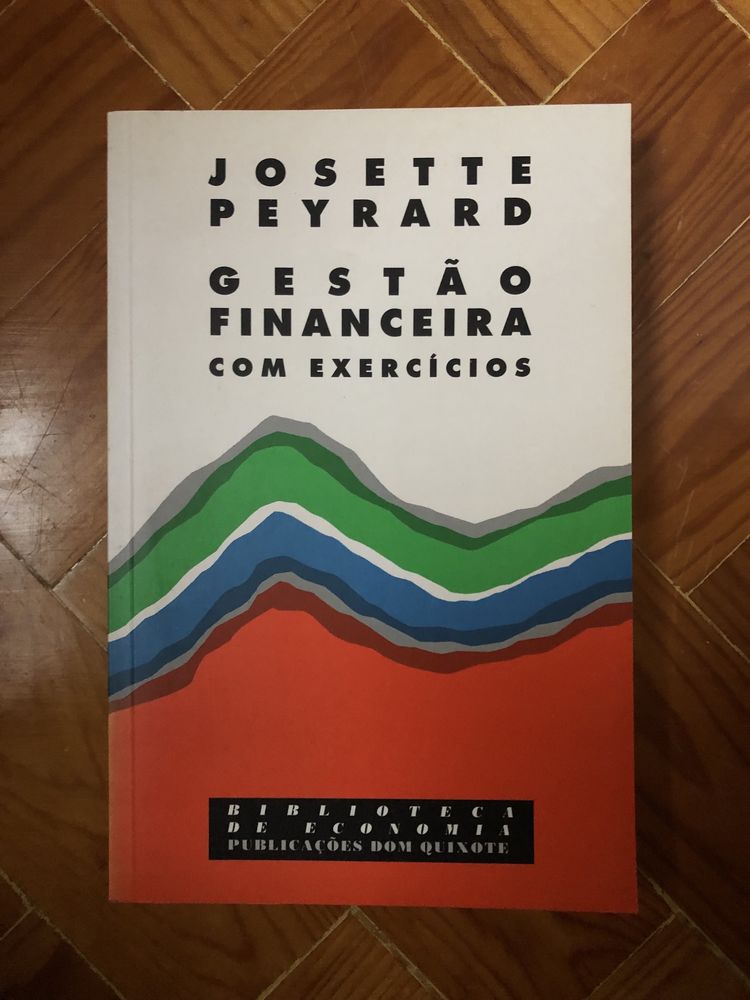 JOSETTE
PEYRARD
GESTÃO
FINANCEIRA
COM EXERCÍCIOS
BIBLIOTECA
DE ECONOMIA
PUBLICAÇÕES DOM QUIXOTE